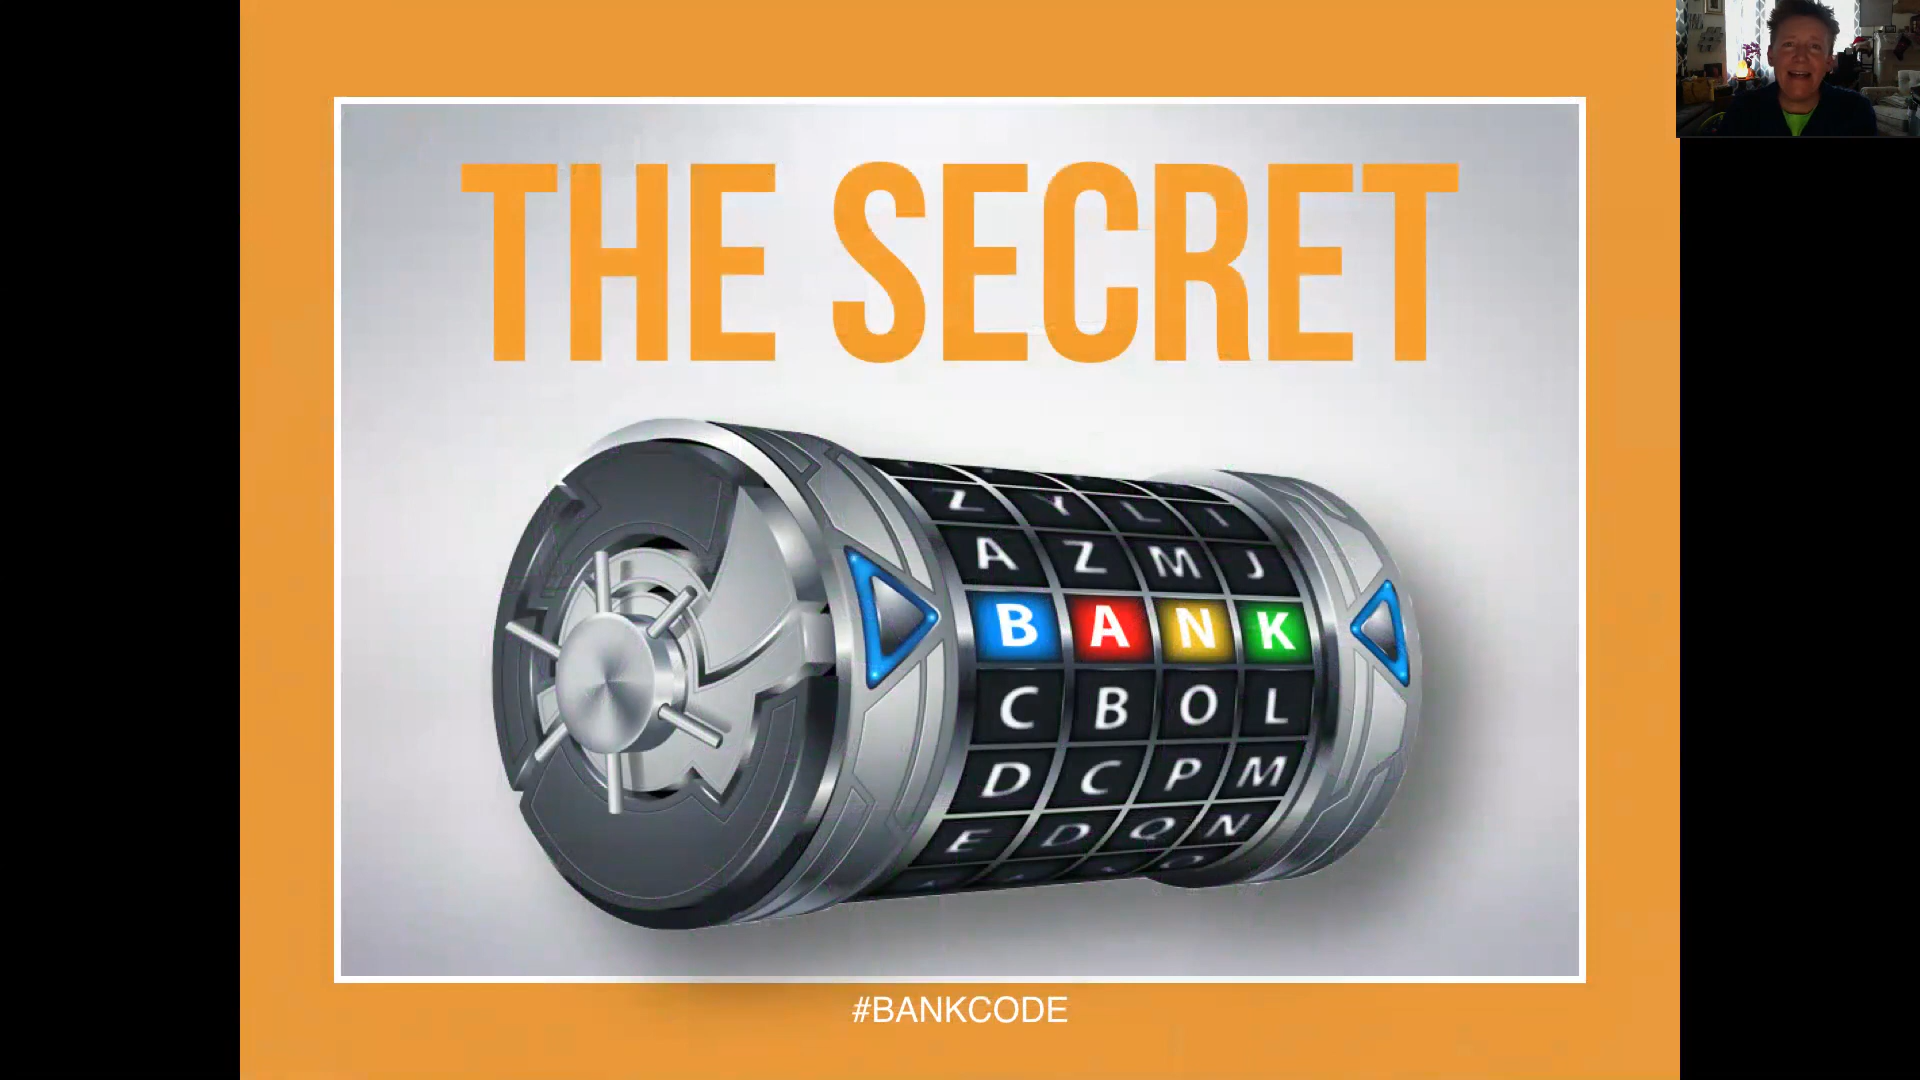 THE SECRET
Z Y L I
A Z M J
B A N K
C B O L
D C P M
E D Q N
#BANKCODE